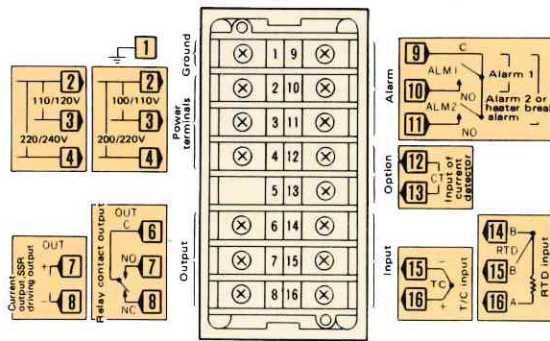 1
Ground
2
110/120V
3
220/240V
4
2
100/110V
3
200/220V
4
Power
terminals
OUT
+
7
-
8
Current
output, SSR
driving output
OUT
C
6
NO
7
NC
8
Relay contact output
Output
1 9
2 10
3 11
4 12
5 13
6 14
7 15
8 16
Alarm
9
C
ALM1
Alarm 1
10
NO
ALM2
Alarm 2 or
heater break
alarm
11
NO
Option
12
CT
13
Input of
current
detector
Input
15
-
TC
16
+
T/C input
14
B
RTD
15
B
16
A
RTD input